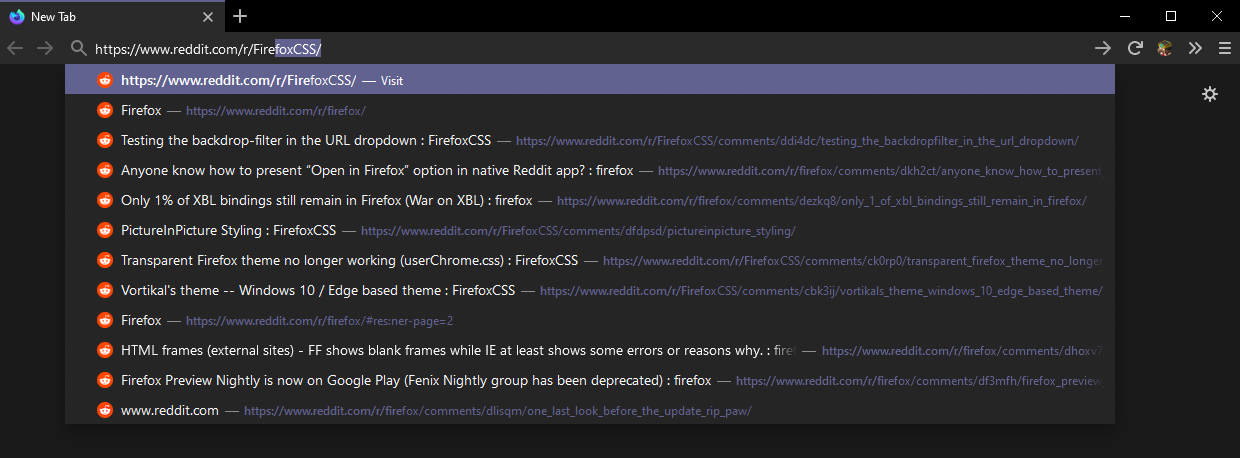 New Tab
https://www.reddit.com/r/FirefoxCSS/
https://www.reddit.com/r/FirefoxCSS/ — Visit
Firefox — https://www.reddit.com/r/firefox/
Testing the backdrop-filter in the URL dropdown : FirefoxCSS — https://www.reddit.com/r/FirefoxCSS/comments/ddi4dc/testing_the_backdropfilter_in_the_url_dropdown/
Anyone know how to present “Open in Firefox” option in native Reddit app? : firefox — https://www.reddit.com/r/firefox/comments/dkh2ct/anyone_know_how_to_present_
Only 1% of XBL bindings still remain in Firefox (War on XBL) : firefox — https://www.reddit.com/r/firefox/comments/dezkq8/only_1_of_xbl_bindings_still_remain_in_firefox/
PictureInPicture Styling : FirefoxCSS — https://www.reddit.com/r/FirefoxCSS/comments/dfdpsd/pictureinpicture_styling/
Transparent Firefox theme no longer working (userChrome.css) : FirefoxCSS — https://www.reddit.com/r/FirefoxCSS/comments/ck0rp0/transparent_firefox_theme_no_longer
Vortikal's theme -- Windows 10 / Edge based theme : FirefoxCSS — https://www.reddit.com/r/FirefoxCSS/comments/cbk3ij/vortikals_theme_windows_10_edge_based_theme/
Firefox — https://www.reddit.com/r/firefox/#res:ner-page=2
HTML frames (external sites) - FF shows blank frames while IE at least shows some errors or reasons why. : firef — https://www.reddit.com/r/firefox/comments/dhoxv7
Firefox Preview Nightly is now on Google Play (Fenix Nightly group has been deprecated) : firefox — https://www.reddit.com/r/firefox/comments/df3mfh/firefox_preview_
www.reddit.com — https://www.reddit.com/r/firefox/comments/dlisqm/one_last_look_before_the_update_rip_paw/